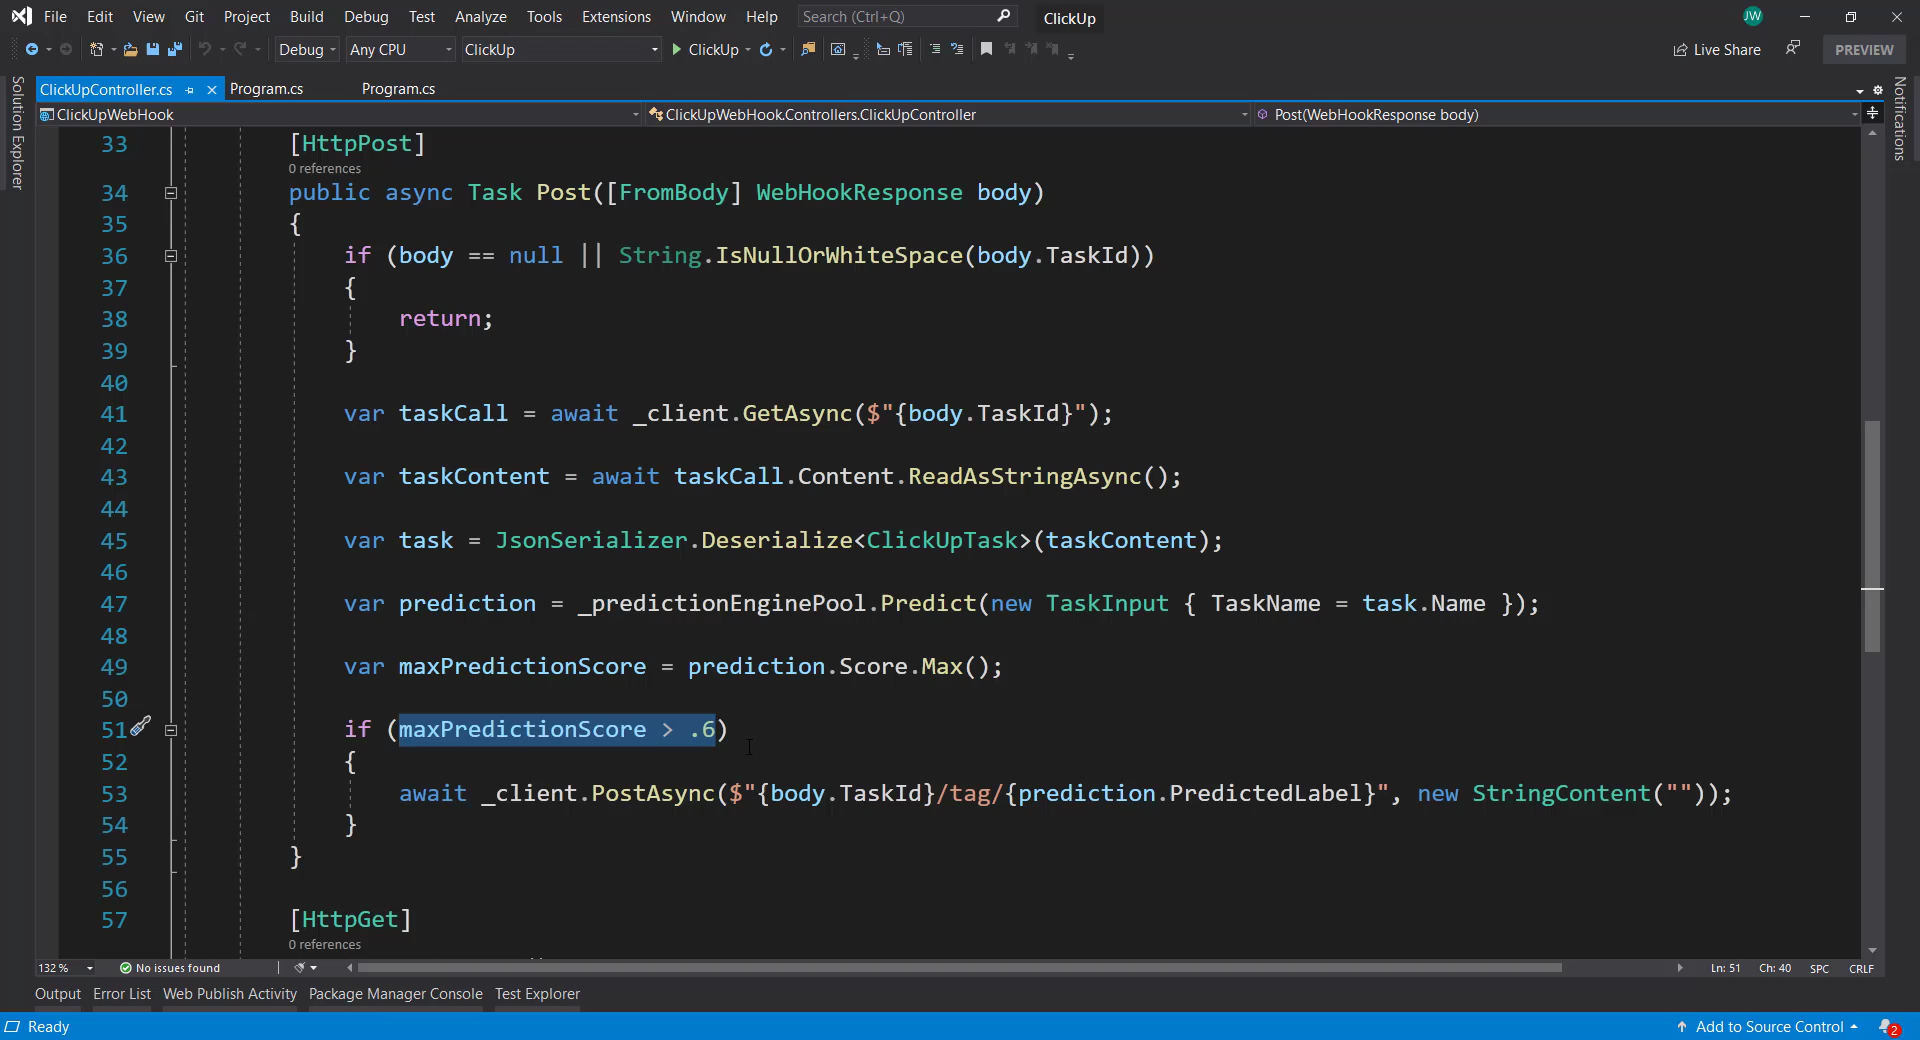 File Edit View Git Project Build Debug Test Analyze Tools Extensions Window Help Search (Ctrl+Q) ClickUp JW
Debug Any CPU ClickUp ClickUp Live Share PREVIEW
ClickUpController.cs Program.cs Program.cs
ClickUpWebHook ClickUpWebHook.Controllers.ClickUpController Post(WebHookResponse body)
Solution Explorer
Notifications
33 [HttpPost]
0 references
34 public async Task Post([FromBody] WebHookResponse body)
35 {
36 if (body == null || String.IsNullOrWhiteSpace(body.TaskId))
37 {
38 return;
39 }
40
41 var taskCall = await _client.GetAsync($"{body.TaskId}");
42
43 var taskContent = await taskCall.Content.ReadAsStringAsync();
44
45 var task = JsonSerializer.Deserialize<ClickUpTask>(taskContent);
46
47 var prediction = _predictionEnginePool.Predict(new TaskInput { TaskName = task.Name });
48
49 var maxPredictionScore = prediction.Score.Max();
50
51 if (maxPredictionScore > .6)
52 {
53 await _client.PostAsync($"{body.TaskId}/tag/{prediction.PredictedLabel}", new StringContent(""));
54 }
55 }
56
57 [HttpGet]
0 references
132 % No issues found Ln: 51 Ch: 40 SPC CRLF
Output Error List Web Publish Activity Package Manager Console Test Explorer
Ready Add to Source Control 2